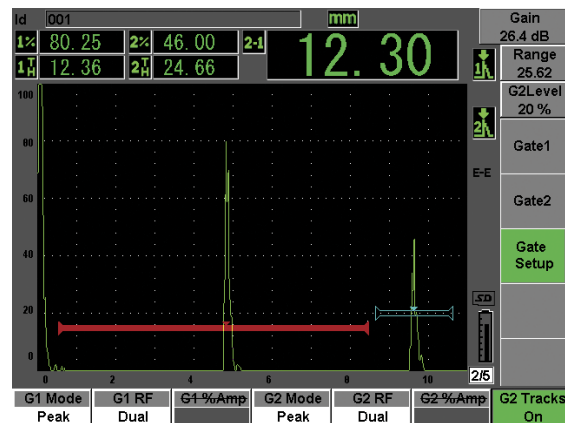 Id 001 mm Gain
26.4 dB
1% 80.25 2% 46.00 2-1 12.30
1TH 12.36 2TH 24.66
Range
25.62
G2Level
20 %
Gate1
Gate2
Gate
Setup
1
2
E-E
SD
100
80
60
40
20
0
0 2 4 6 8 10
2/5
G1 Mode G1 RF G1 %Amp G2 Mode G2 RF G2 %Amp G2 Tracks
Peak Dual Peak Dual On